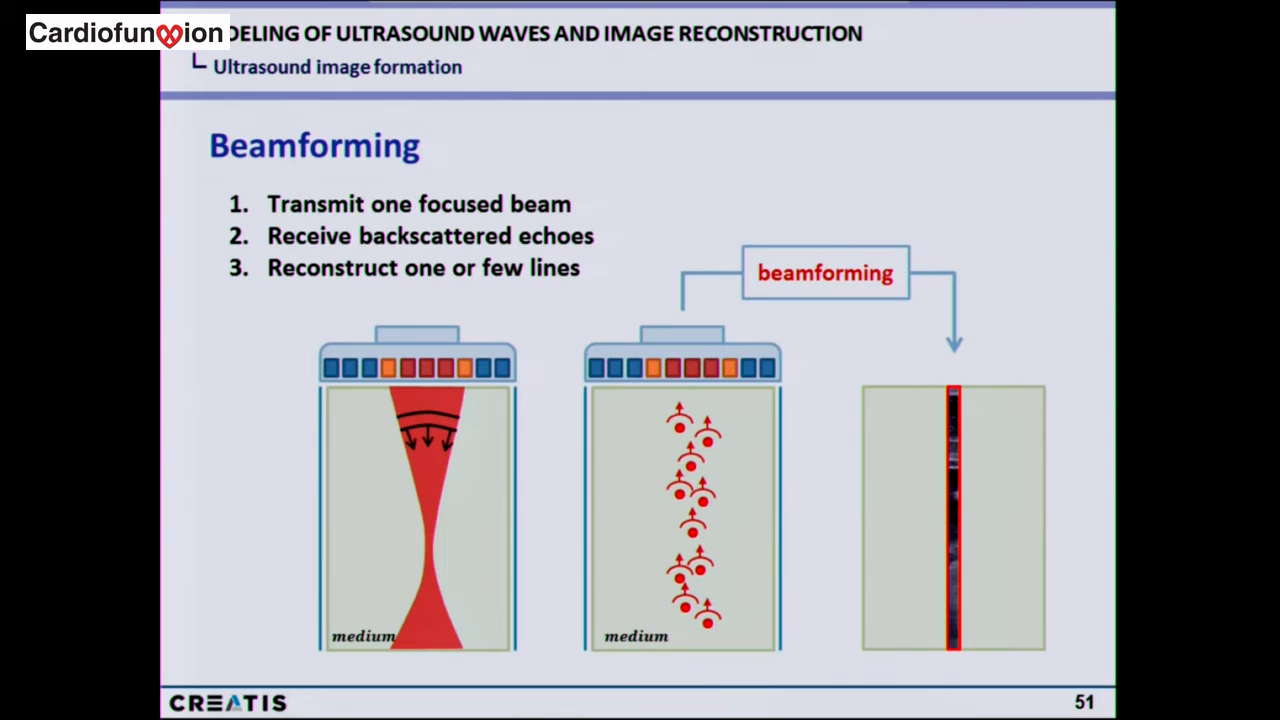 Cardiofunxion
DELING OF ULTRASOUND WAVES AND IMAGE RECONSTRUCTION
Ultrasound image formation
Beamforming
1. Transmit one focused beam
2. Receive backscattered echoes
3. Reconstruct one or few lines
beamforming
medium
medium
CREATIS
51